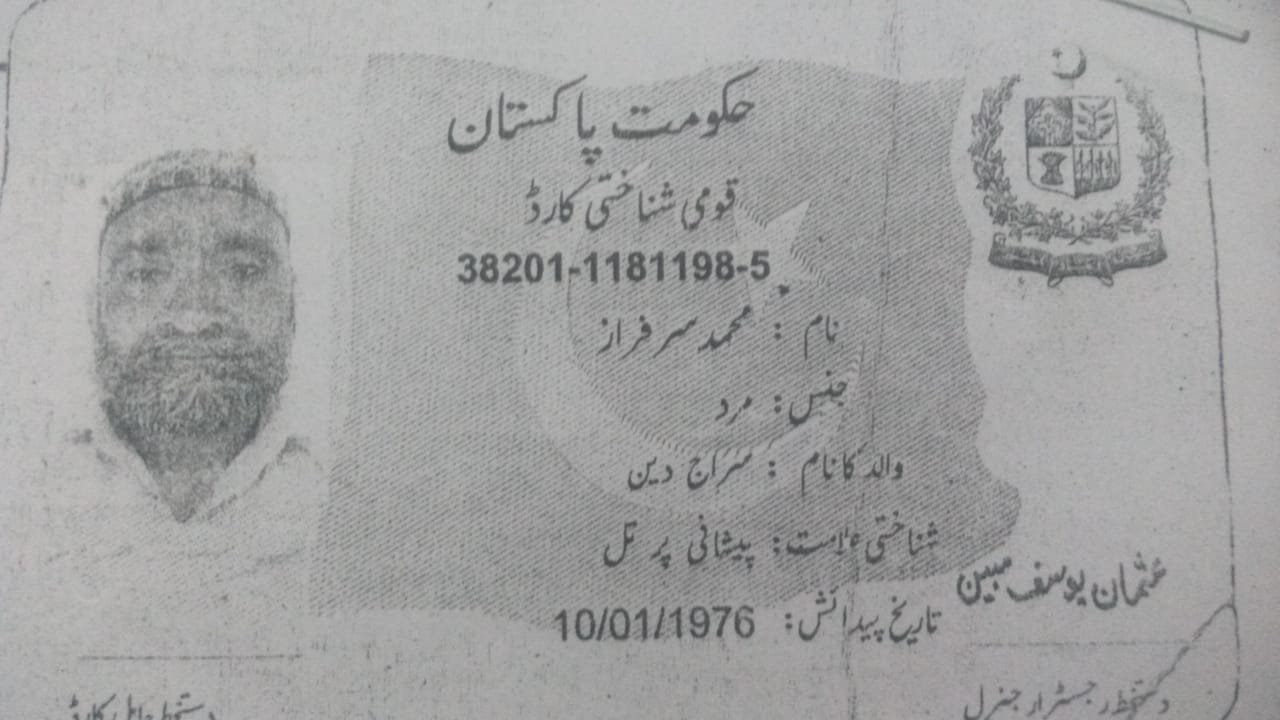 حکومت پاکستان
قومی شناختی کارڈ
38201-1181198-5
نام : محمد سرفراز
جنس: مرد
والد کا نام : سراج دین
شناختی علامت: پیشانی پر تل
تاریخ پیدائش: 10/01/1976
عثمان یوسف مبین
دستخط رجسٹرار جنرل
دستخط حامل کارڈ